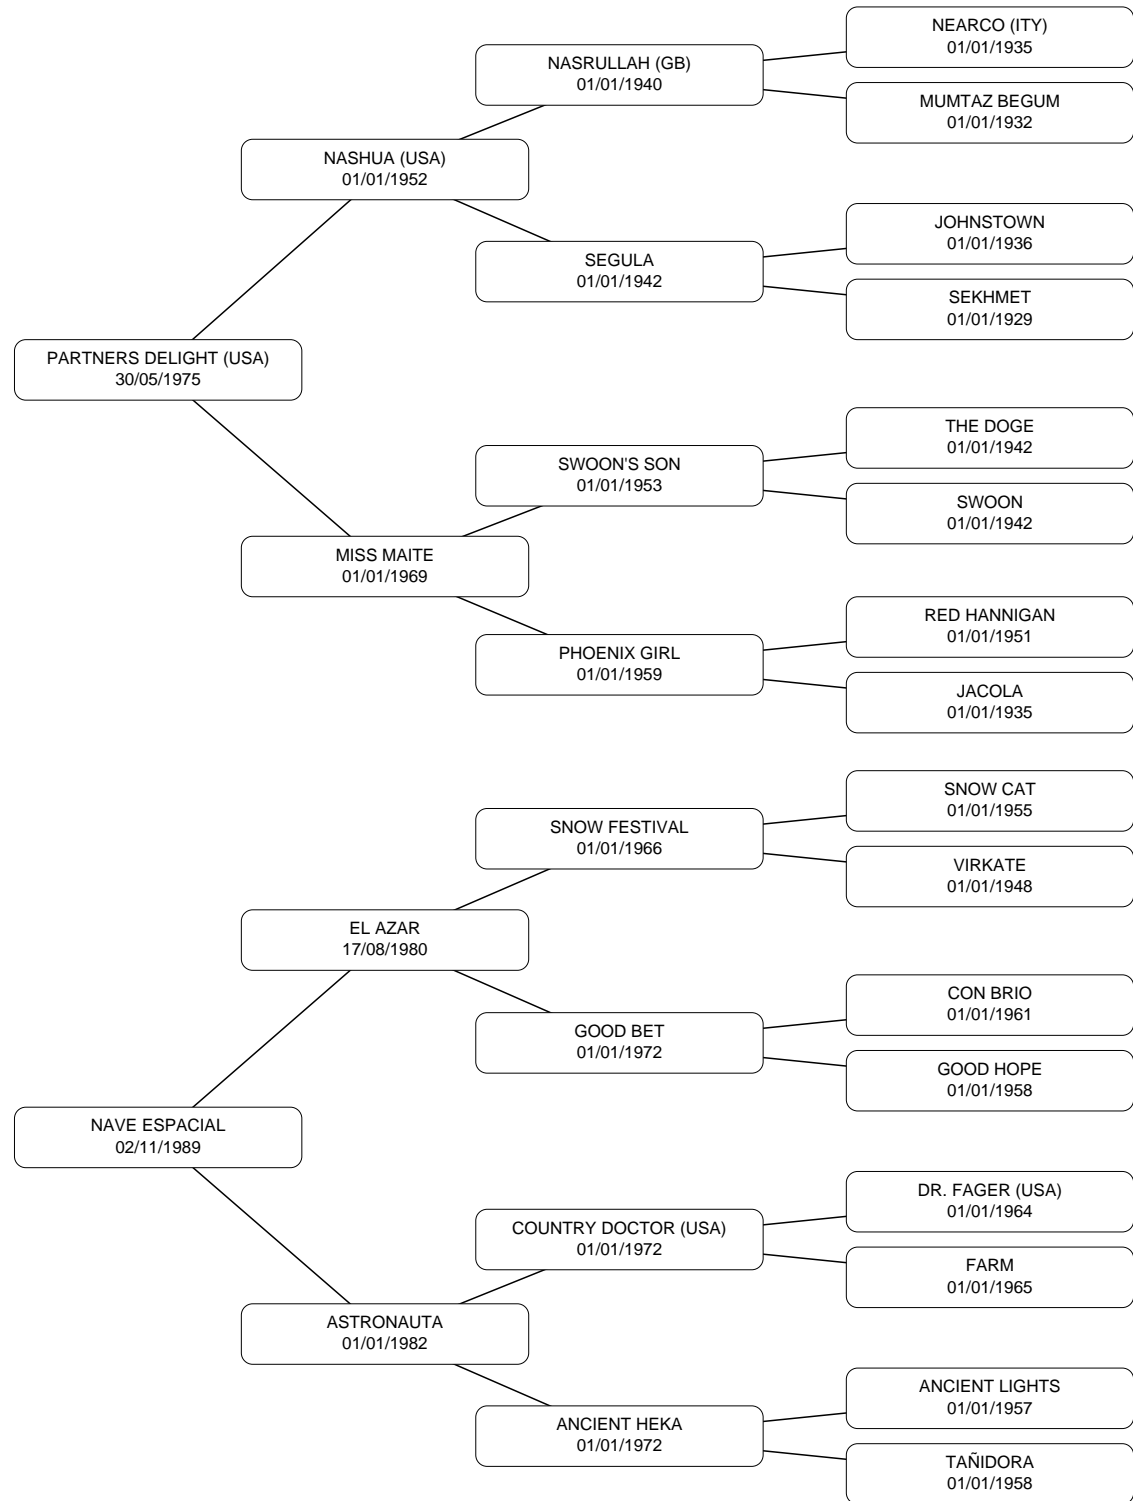 NEARCO (ITY)
01/01/1935
NASRULLAH (GB)
01/01/1940
MUMTAZ BEGUM
01/01/1932
NASHUA (USA)
01/01/1952
JOHNSTOWN
01/01/1936
SEGULA
01/01/1942
SEKHMET
01/01/1929
PARTNERS DELIGHT (USA)
30/05/1975
THE DOGE
01/01/1942
SWOON'S SON
01/01/1953
SWOON
01/01/1942
MISS MAITE
01/01/1969
RED HANNIGAN
01/01/1951
PHOENIX GIRL
01/01/1959
JACOLA
01/01/1935
SNOW CAT
01/01/1955
SNOW FESTIVAL
01/01/1966
VIRKATE
01/01/1948
EL AZAR
17/08/1980
CON BRIO
01/01/1961
GOOD BET
01/01/1972
GOOD HOPE
01/01/1958
NAVE ESPACIAL
02/11/1989
DR. FAGER (USA)
01/01/1964
COUNTRY DOCTOR (USA)
01/01/1972
FARM
01/01/1965
ASTRONAUTA
01/01/1982
ANCIENT LIGHTS
01/01/1957
ANCIENT HEKA
01/01/1972
TAÑIDORA
01/01/1958